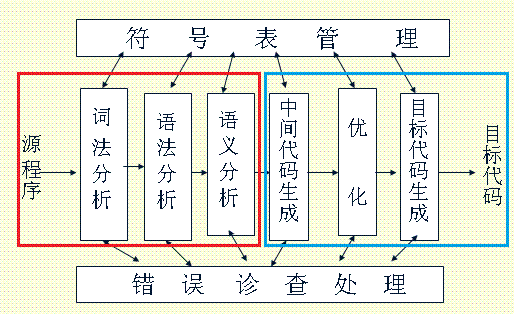 符号表管理
源程序
词法分析
语法分析
语义分析
中间代码生成
优化
目标代码生成
目标代码
错误诊查处理